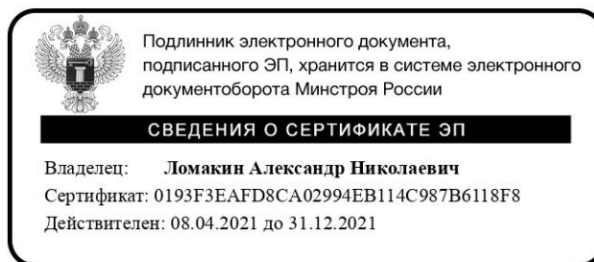 Подлинник электронного документа,
подписанного ЭП, хранится в системе электронного
документоборота Минстроя России
СВЕДЕНИЯ О СЕРТИФИКАТЕ ЭП
Владелец: Ломакин Александр Николаевич
Сертификат: 0193F3EAFD8CA02994EB114C987B6118F8
Действителен: 08.04.2021 до 31.12.2021